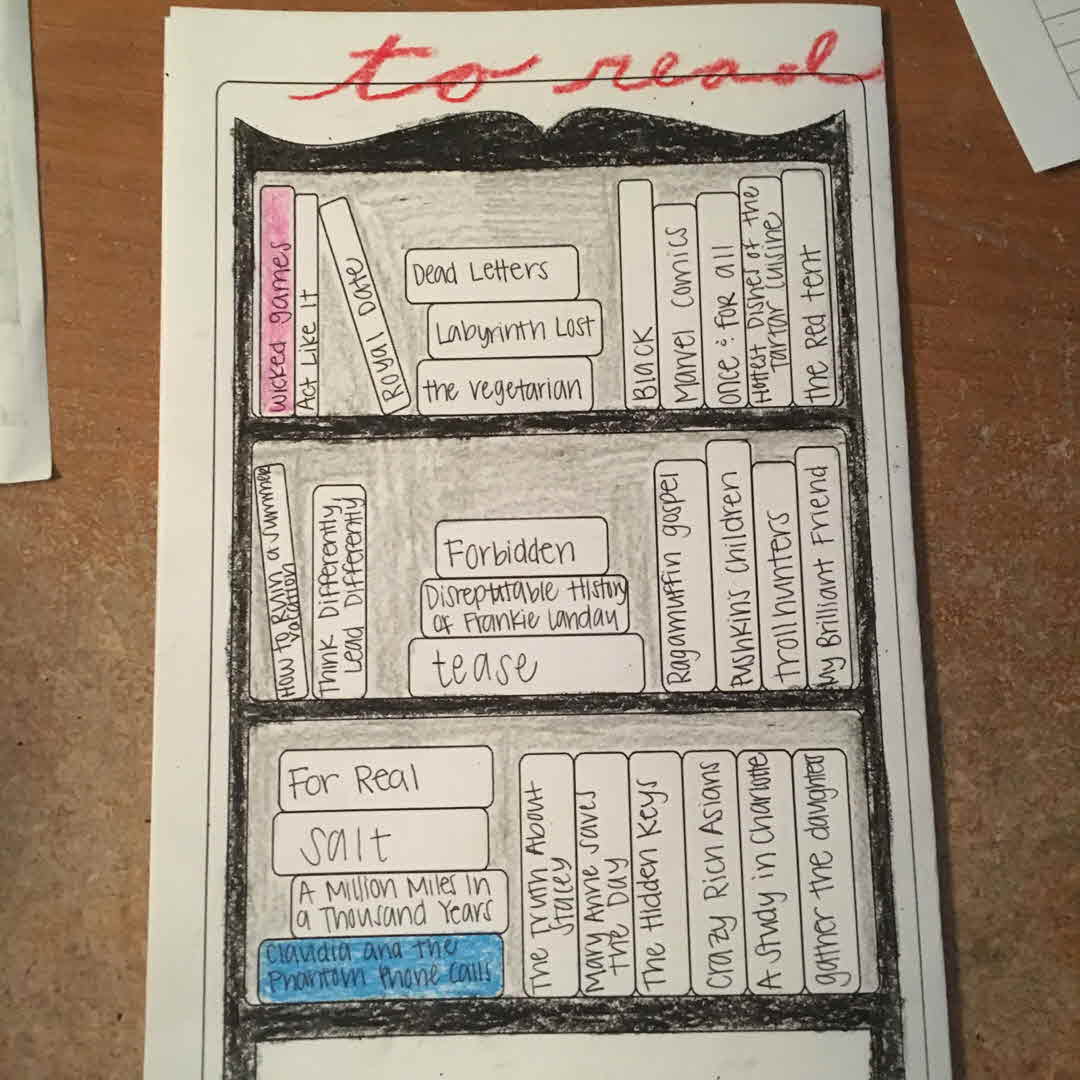 to read
wicked games
Act Like It
Royal Date
Dead Letters
Labyrinth Lost
the vegetarian
Black
Marvel comics
once & for all
Hottest Dishes of the
Tartar Cuisine
the Red tent
How to Ruin a summer
vacation
Think Differently
Lead Differently
Forbidden
Disreputable History
of Frankie Landau
tease
Ragamuffin gospel
Pushkins children
trollhunters
My Brilliant Friend
For Real
salt
A Million Miles in
a Thousand Years
Claudia and the
Phantom Phone Calls
The Truth About
Stacey
Mary Anne saves
the Day
The Hidden Keys
Crazy Rich Asians
A Study in Charlotte
gather the daughters